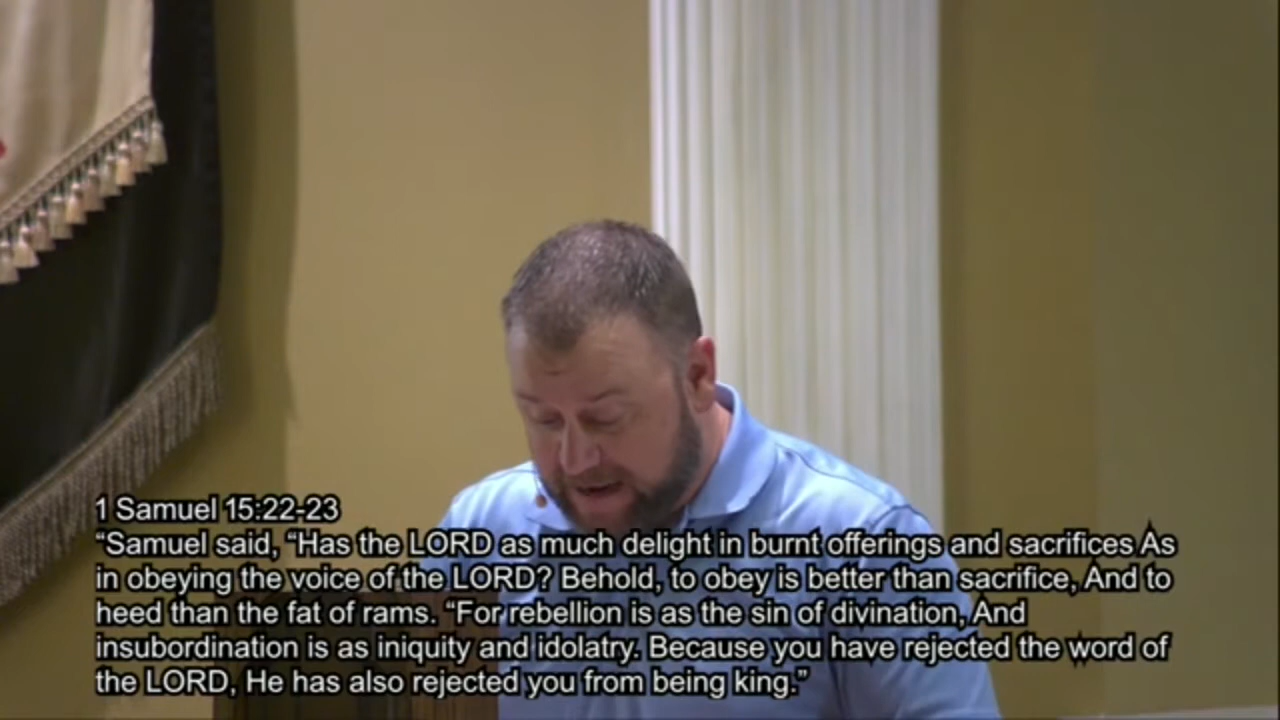 1 Samuel 15:22-23
“Samuel said, “Has the LORD as much delight in burnt offerings and sacrifices As
in obeying the voice of the LORD? Behold, to obey is better than sacrifice, And to
heed than the fat of rams. “For rebellion is as the sin of divination, And
insubordination is as iniquity and idolatry. Because you have rejected the word of
the LORD, He has also rejected you from being king.”